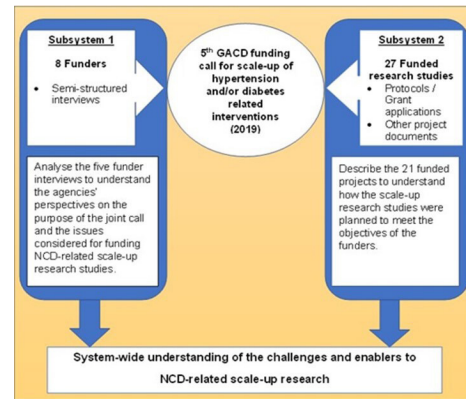 Subsystem 1
8 Funders
• Semi-structured
interviews
Analyse the five funder
interviews to understand
the agencies'
perspectives on the
purpose of the joint call
and the issues
considered for funding
NCD-related scale-up
research studies.
5th GACD funding
call for scale-up of
hypertension
and/or diabetes
related
interventions
(2019)
Subsystem 2
27 Funded
research studies
• Protocols /
Grant
applications
• Other project
documents
Describe the 21 funded
projects to understand
how the scale-up
research studies were
planned to meet the
objectives of the
funders.
System-wide understanding of the challenges and enablers to
NCD-related scale-up research